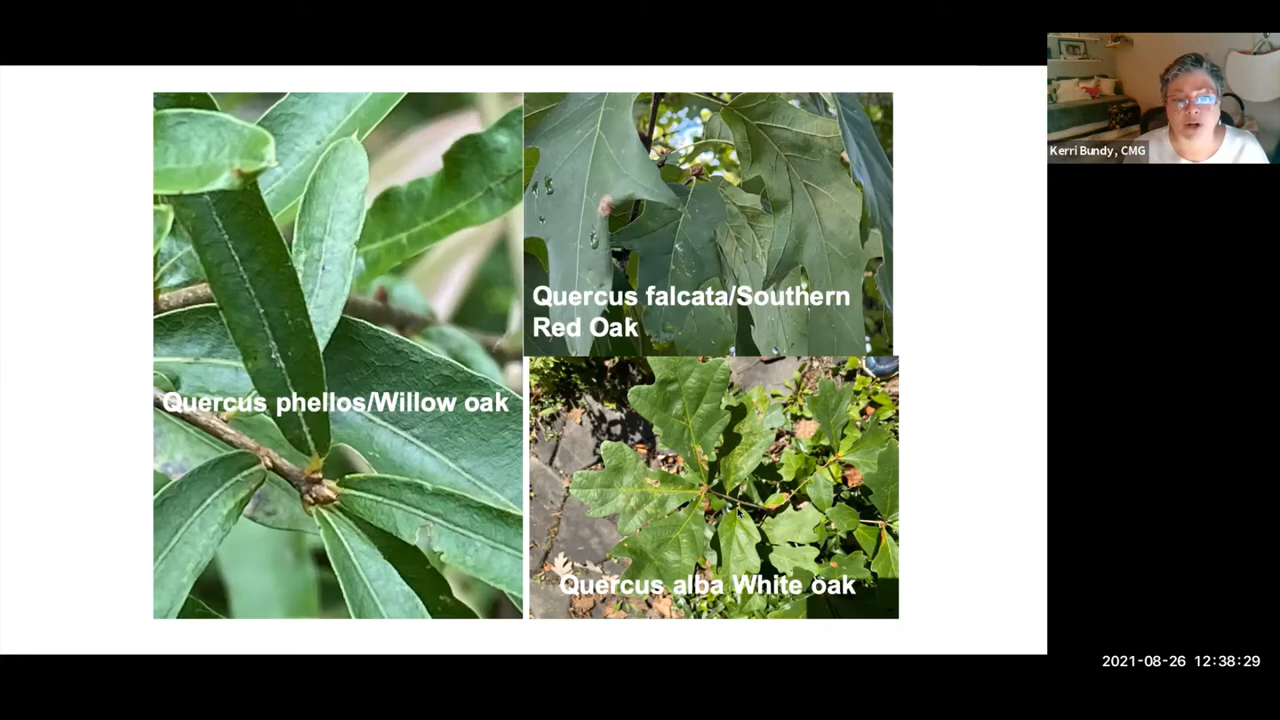 Kerri Bundy, CMG
Quercus falcata/Southern
Red Oak
Quercus phellos/Willow oak
Quercus alba White oak
2021-08-26 12:38:29